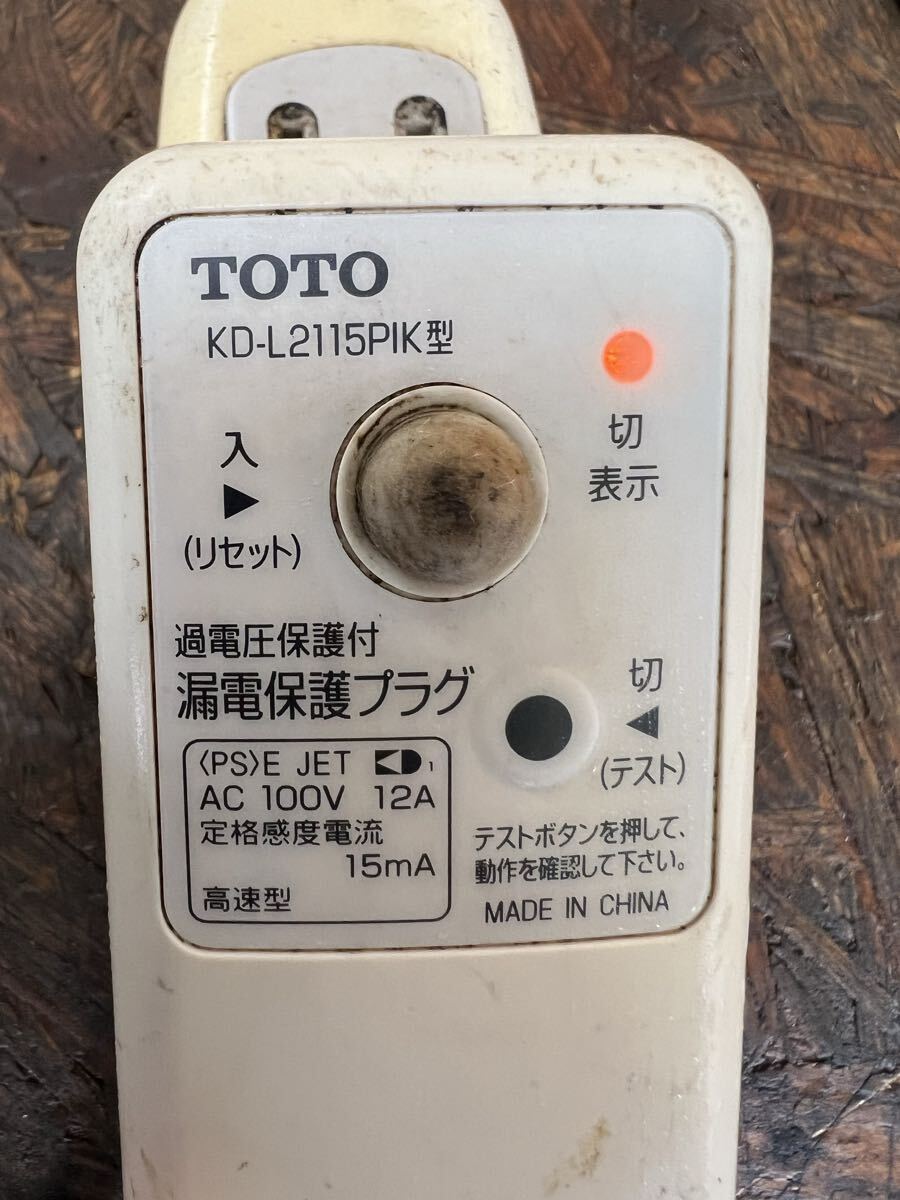 TOTO
KD-L2115PIK型
入
▶
(リセット)
切
表示
過電圧保護付
漏電保護プラグ
切
◀
(テスト)
〈PS〉E JET 1
AC 100V 12A
定格感度電流
15mA
高速型
テストボタンを押して、
動作を確認して下さい。
MADE IN CHINA